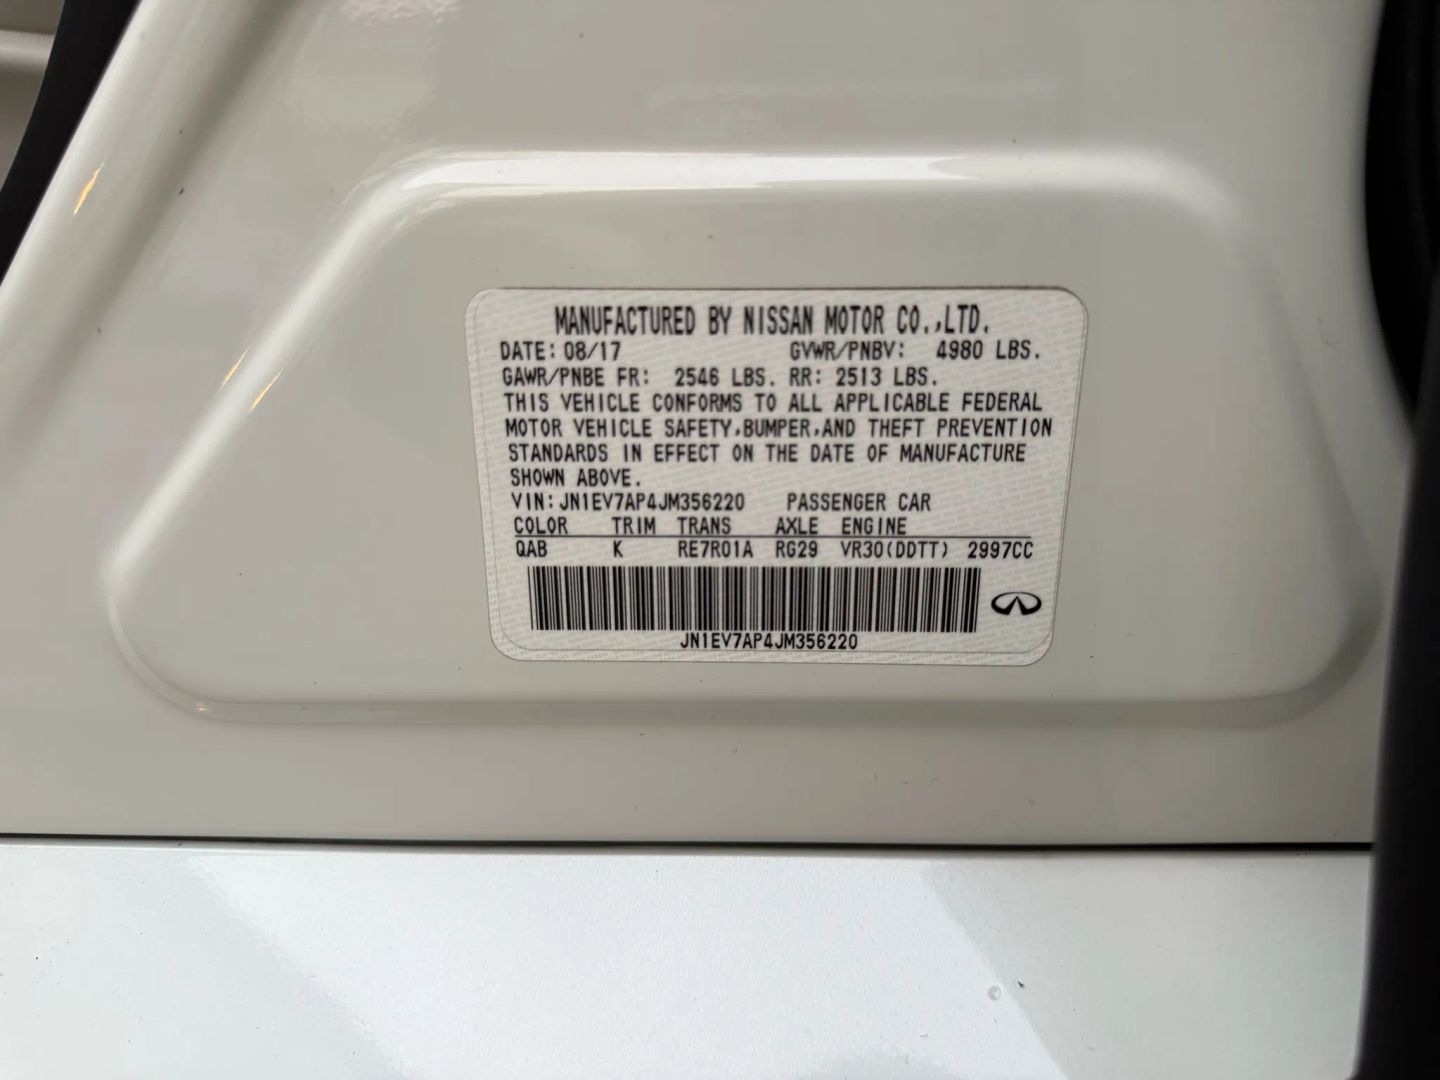 MANUFACTURED BY NISSAN MOTOR CO.,LTD.
DATE: 08/17 GVWR/PNBV: 4980 LBS.
GAWR/PNBE FR: 2546 LBS. RR: 2513 LBS.
THIS VEHICLE CONFORMS TO ALL APPLICABLE FEDERAL
MOTOR VEHICLE SAFETY,BUMPER,AND THEFT PREVENTION
STANDARDS IN EFFECT ON THE DATE OF MANUFACTURE
SHOWN ABOVE.
VIN: JN1EV7AP4JM356220 PASSENGER CAR
COLOR TRIM TRANS AXLE ENGINE
QAB K RE7R01A RG29 VR30(DDTT) 2997CC
JN1EV7AP4JM356220